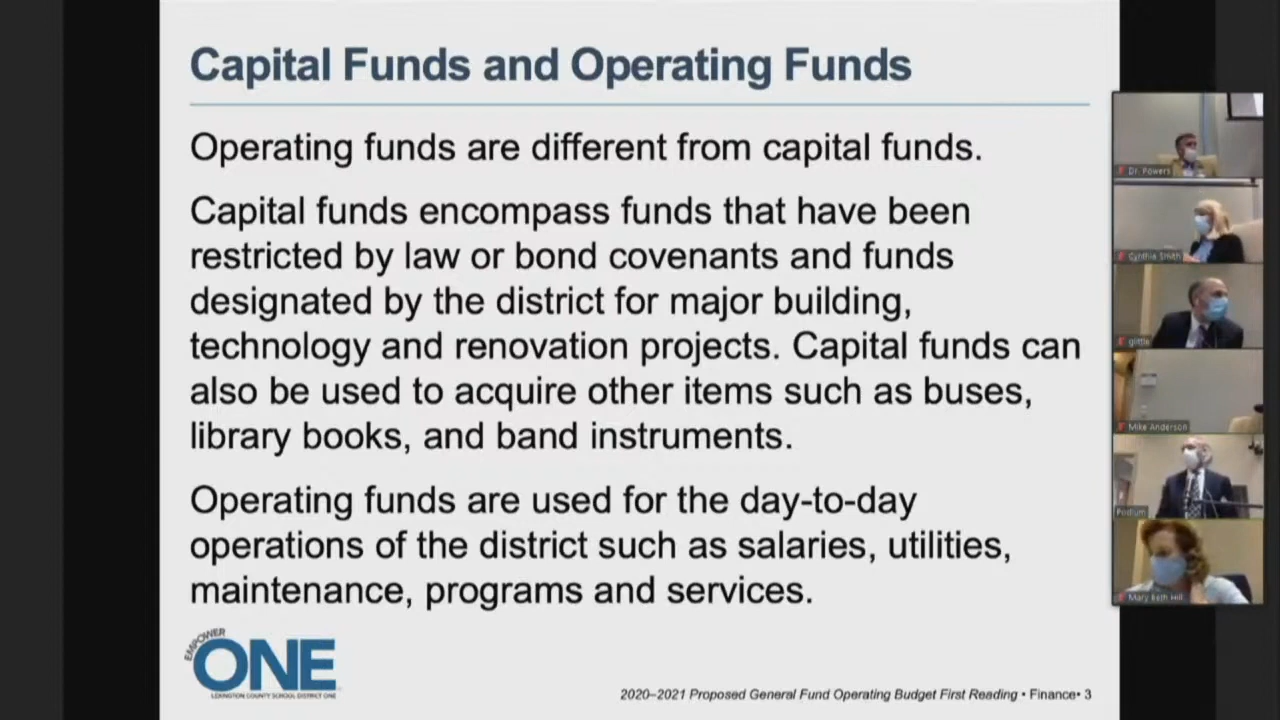 Capital Funds and Operating Funds
Operating funds are different from capital funds.
Capital funds encompass funds that have been
restricted by law or bond covenants and funds
designated by the district for major building,
technology and renovation projects. Capital funds can
also be used to acquire other items such as buses,
library books, and band instruments.
Operating funds are used for the day-to-day
operations of the district such as salaries, utilities,
maintenance, programs and services.
EMPOWER
ONE
LEXINGTON COUNTY SCHOOL DISTRICT ONE
2020–2021 Proposed General Fund Operating Budget First Reading • Finance• 3
Dr. Powers
Cynthia Smith
Mike Anderson
Podium
Mary Beth Hill